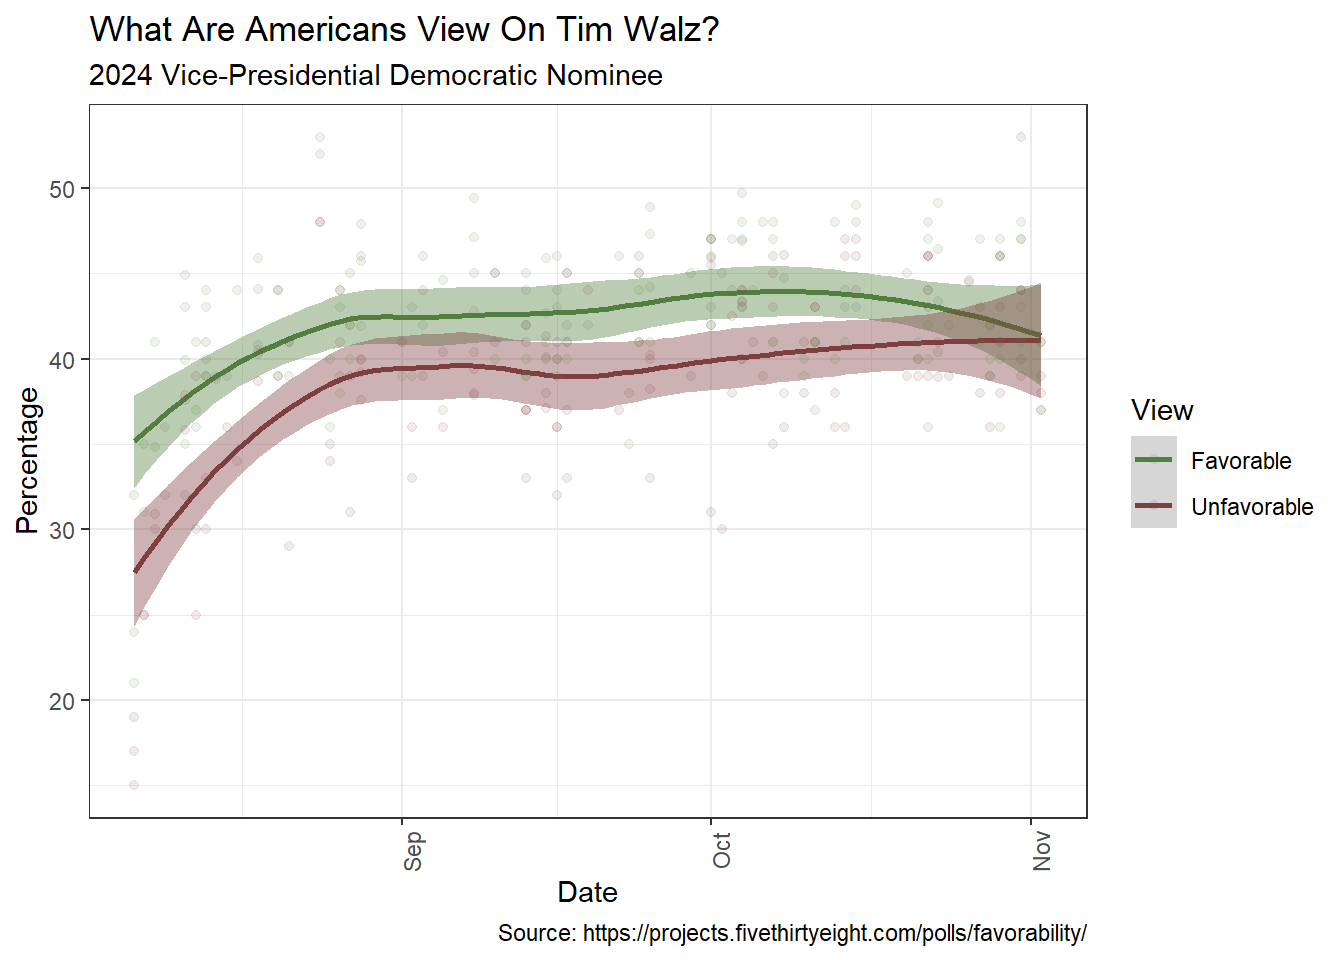 What Are Americans View On Tim Walz?
2024 Vice-Presidential Democratic Nominee
Percentage
50
40
30
20
Sep
Oct
Nov
Date
View
Favorable
Unfavorable
Source: https://projects.fivethirtyeight.com/polls/favorability/